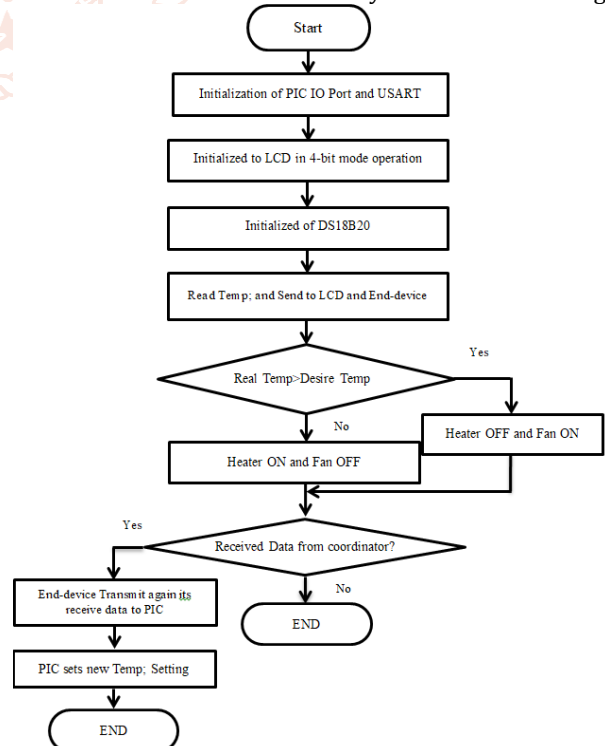 Start
Initialization of PIC IO Port and USART
Initialized to LCD in 4-bit mode operation
Initialized of DS18B20
Read Temp; and Send to LCD and End-device
Real Temp>Desire Temp
Yes
No
Heater OFF and Fan ON
Heater ON and Fan OFF
Received Data from coordinator?
Yes
No
End-device Transmit again its
receive data to PIC
END
PIC sets new Temp; Setting
END